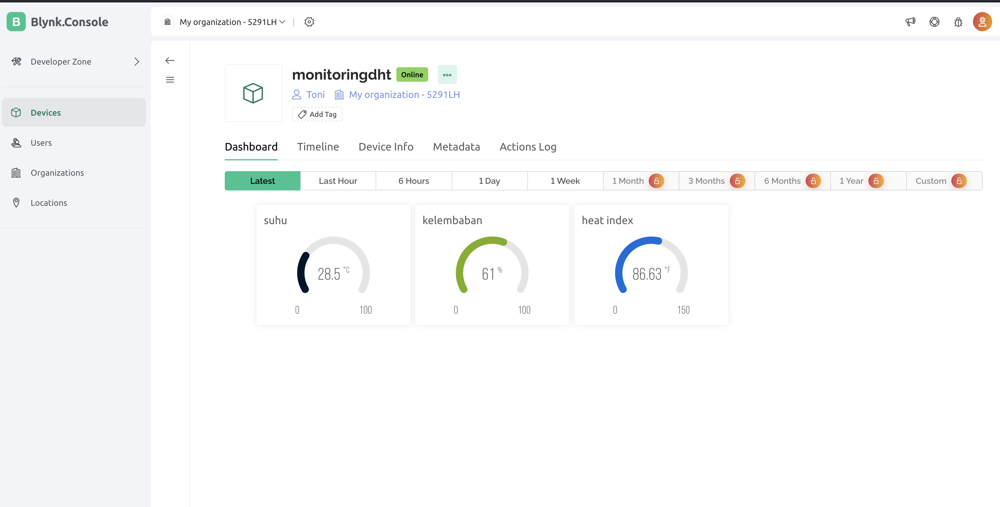 B Blynk.Console
My organization - 5291LH
Developer Zone
Devices
Users
Organizations
Locations
monitoringdht Online
Toni My organization - 5291LH
Add Tag
Dashboard Timeline Device Info Metadata Actions Log
Latest Last Hour 6 Hours 1 Day 1 Week 1 Month 3 Months 6 Months 1 Year Custom
suhu
28.5 °C
0 100
kelembaban
61 %
0 100
heat index
86.63 °F
0 150